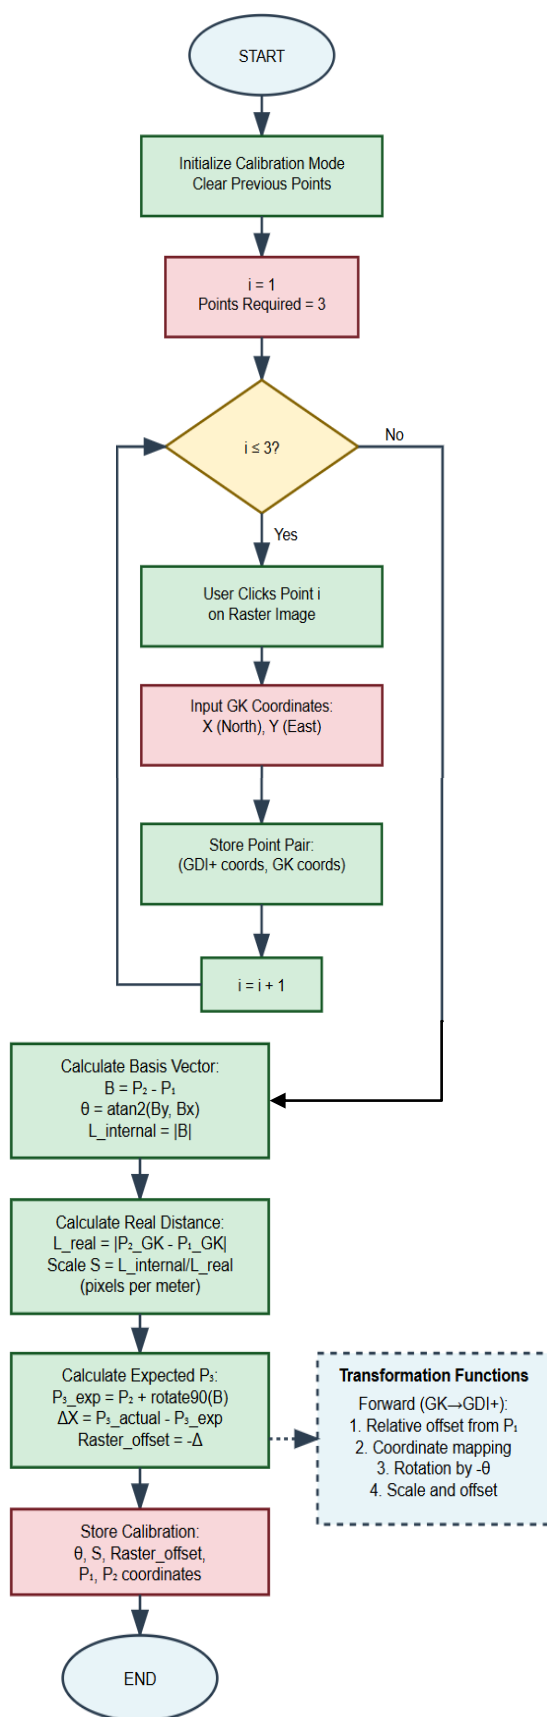 START
Initialize Calibration Mode
Clear Previous Points
i = 1
Points Required = 3
i ≤ 3?
No
Yes
User Clicks Point i
on Raster Image
Input GK Coordinates:
X (North), Y (East)
Store Point Pair:
(GDI+ coords, GK coords)
i = i + 1
Calculate Basis Vector:
B = P₂ - P₁
θ = atan2(By, Bx)
L_internal = |B|
Calculate Real Distance:
L_real = |P₂_GK - P₁_GK|
Scale S = L_internal/L_real
(pixels per meter)
Calculate Expected P₃:
P₃_exp = P₂ + rotate90(B)
ΔX = P₃_actual - P₃_exp
Raster_offset = -Δ
Transformation Functions
Forward (GK→GDI+):
1. Relative offset from P₁
2. Coordinate mapping
3. Rotation by -θ
4. Scale and offset
Store Calibration:
θ, S, Raster_offset,
P₁, P₂ coordinates
END